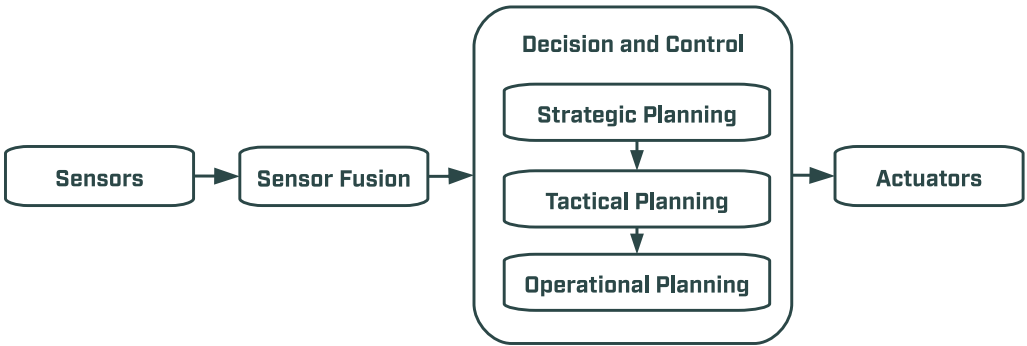 Sensors
Sensor Fusion
Decision and Control
Strategic Planning
Tactical Planning
Operational Planning
Actuators